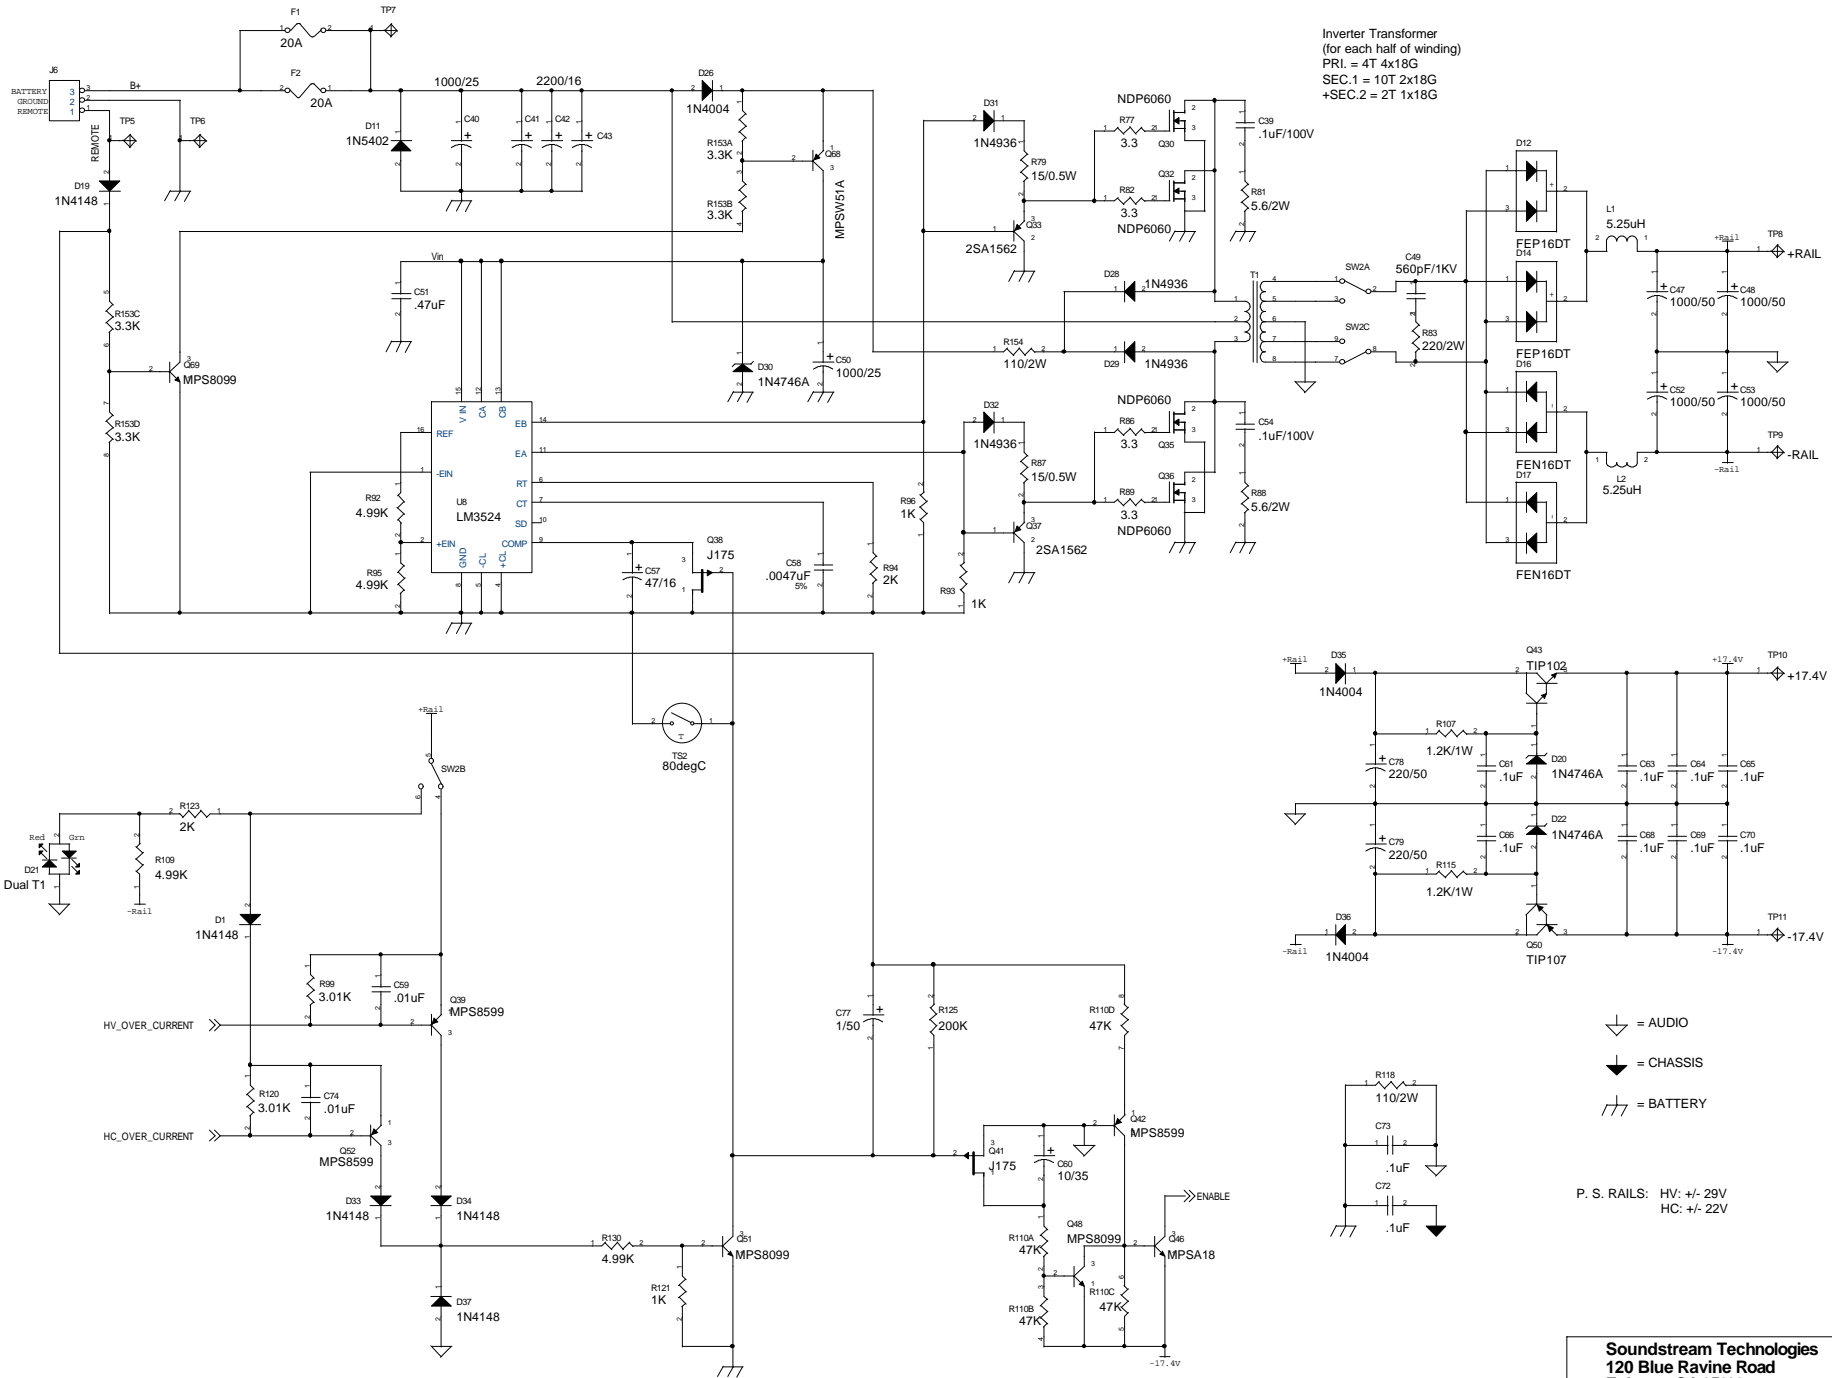 F1
20A
TP7
F2
20A
J6
BATTERY
GROUND
REMOTE
3
2
1
B+
REMOTE
TP5
TP6
D19
1N4148
D11
1N5402
1000/25
C40
2200/16
C41
C42
C43
D26
1N4004
R153A
3.3K
R153B
3.3K
Q68
MPSW51A
Vin
C51
.47uF
D30
1N4746A
C50
1000/25
R153C
3.3K
Q69
MPS8099
R153D
3.3K
R92
4.99K
R95
4.99K
V IN
CA
CB
REF
-EIN
+EIN
GND
-CL
+CL
EB
EA
RT
CT
SD
COMP
U8
LM3524
C57
47/16
Q38
J175
C58
.0047uF
5%
R94
2K
R96
1K
R93
1K
D31
1N4936
R79
15/0.5W
Q33
2SA1562
R77
3.3
R82
3.3
NDP6060
Q30
Q32
NDP6060
C39
.1uF/100V
R81
5.6/2W
D28
1N4936
R154
110/2W
D29
1N4936
T1
D32
1N4936
R87
15/0.5W
Q37
2SA1562
R86
3.3
R89
3.3
NDP6060
Q35
Q36
NDP6060
C54
.1uF/100V
R88
5.6/2W
Inverter Transformer
(for each half of winding)
PRI. = 4T 4x18G
SEC.1 = 10T 2x18G
+SEC.2 = 2T 1x18G
SW2A
SW2C
C49
560pF/1KV
R83
220/2W
D12
FEP16DT
D14
FEP16DT
D16
FEN16DT
D17
FEN16DT
L1
5.25uH
L2
5.25uH
C47
1000/50
C48
1000/50
C52
1000/50
C53
1000/50
+Rail
TP8
+RAIL
TP9
-RAIL
-Rail
TS2
80degC
+Rail
SW2B
R123
2K
Red
Grn
D21
Dual T1
R109
4.99K
-Rail
D1
1N4148
R99
3.01K
C59
.01uF
Q39
MPS8599
HV_OVER_CURRENT
R120
3.01K
C74
.01uF
HC_OVER_CURRENT
Q52
MPS8599
D33
1N4148
D34
1N4148
D37
1N4148
R130
4.99K
R121
1K
Q51
MPS8099
C77
1/50
R125
200K
R110D
47K
Q41
J175
C60
10/35
Q42
MPS8599
R110A
47K
Q48
MPS8099
R110B
47K
R110C
47K
ENABLE
Q46
MPSA18
-17.4V
+Rail
D35
1N4004
Q43
TIP102
+17.4V
TP10
+17.4V
R107
1.2K/1W
C78
220/50
C61
.1uF
D20
1N4746A
C63
.1uF
C64
.1uF
C65
.1uF
C79
220/50
C66
.1uF
D22
1N4746A
C68
.1uF
C69
.1uF
C70
.1uF
R115
1.2K/1W
-Rail
D36
1N4004
Q50
TIP107
-17.4V
TP11
-17.4V
= AUDIO
= CHASSIS
= BATTERY
R118
110/2W
C73
.1uF
C72
.1uF
P. S. RAILS: HV: +/- 29V
HC: +/- 22V
Soundstream Technologies
120 Blue Ravine Road